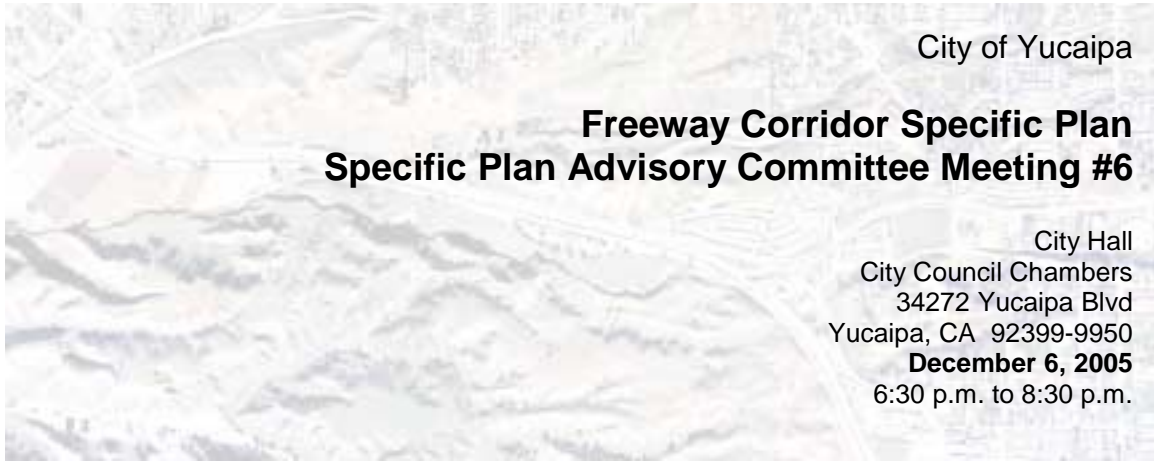 City of Yucaipa
Freeway Corridor Specific Plan
Specific Plan Advisory Committee Meeting #6
City Hall
City Council Chambers
34272 Yucaipa Blvd
Yucaipa, CA  92399-9950
December 6, 2005
6:30 p.m. to 8:30 p.m.